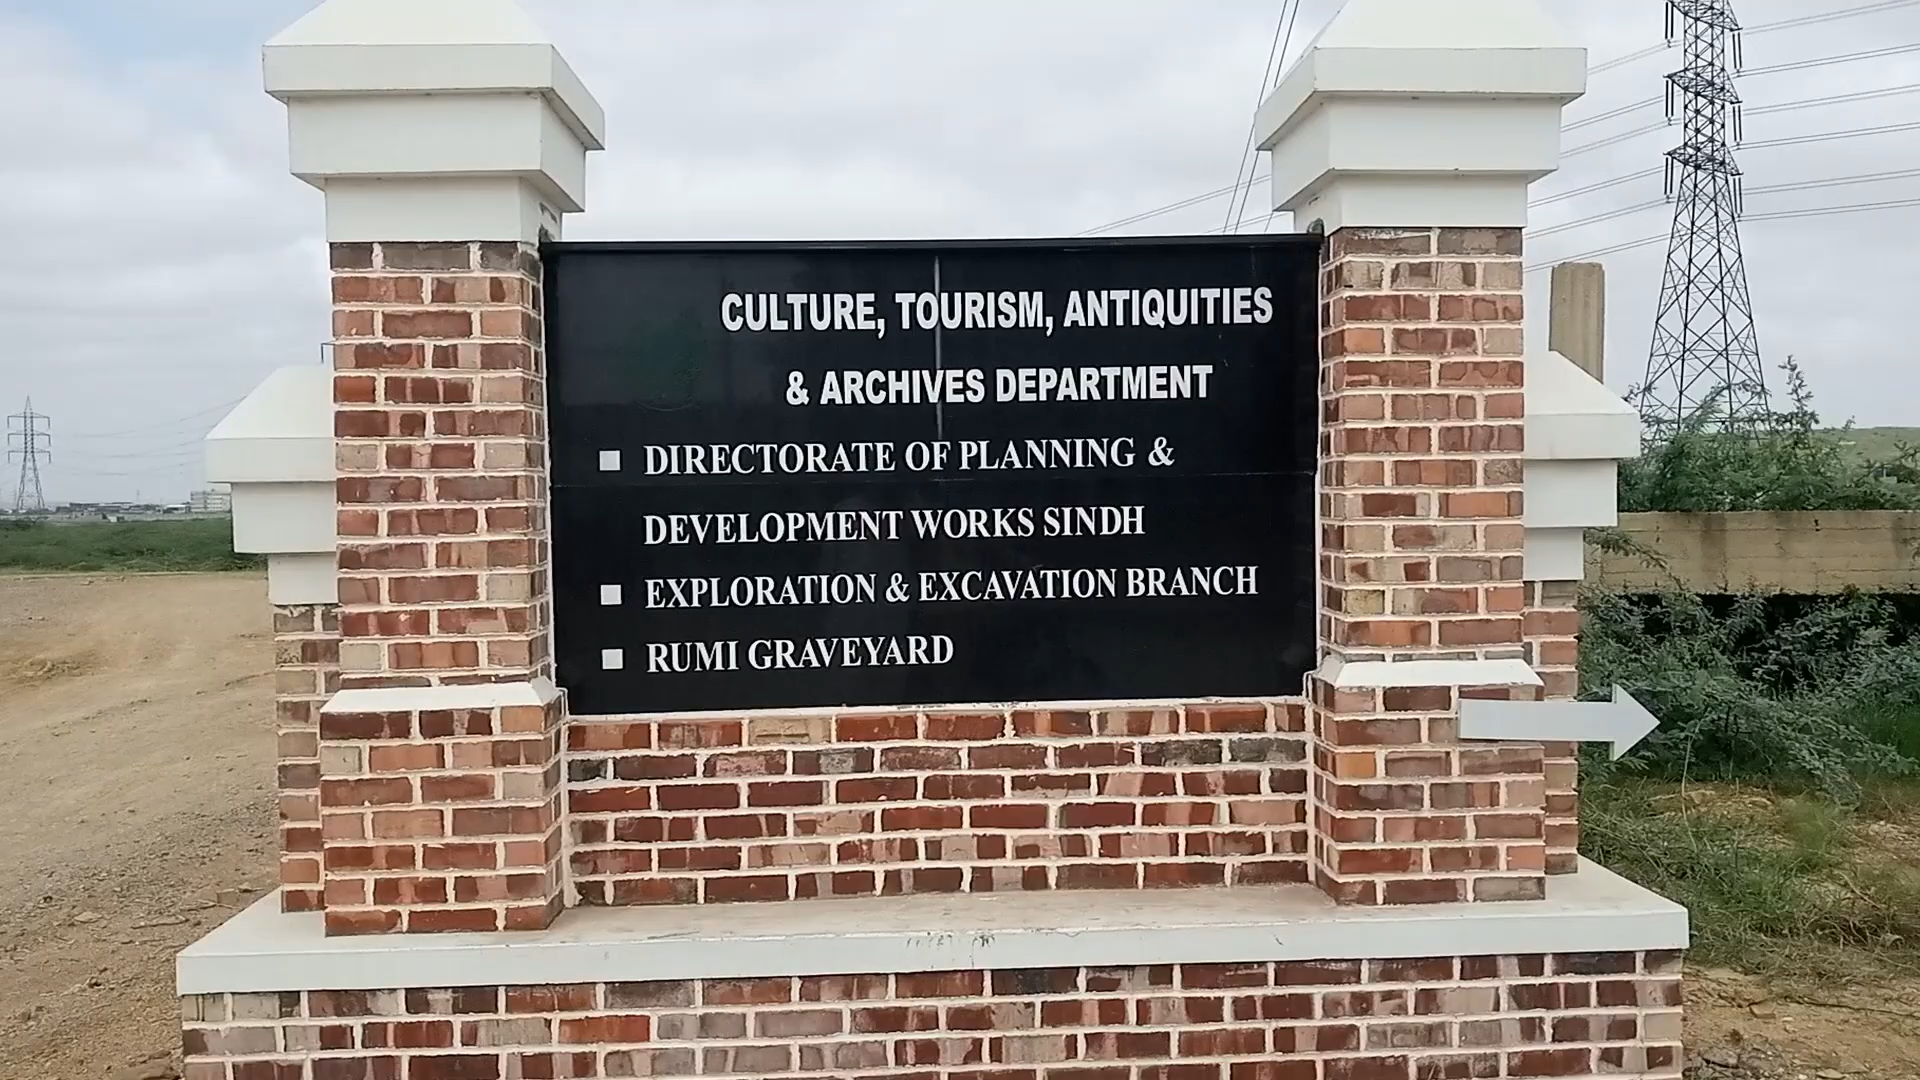 CULTURE, TOURISM, ANTIQUITIES
& ARCHIVES DEPARTMENT
DIRECTORATE OF PLANNING &
DEVELOPMENT WORKS SINDH
EXPLORATION & EXCAVATION BRANCH
RUMI GRAVEYARD